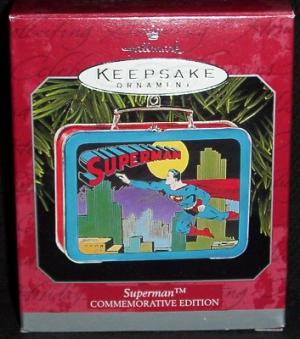 Hallmark
KEEPSAKE
ORNAMENT
SUPERMAN
Superman™
COMMEMORATIVE EDITION